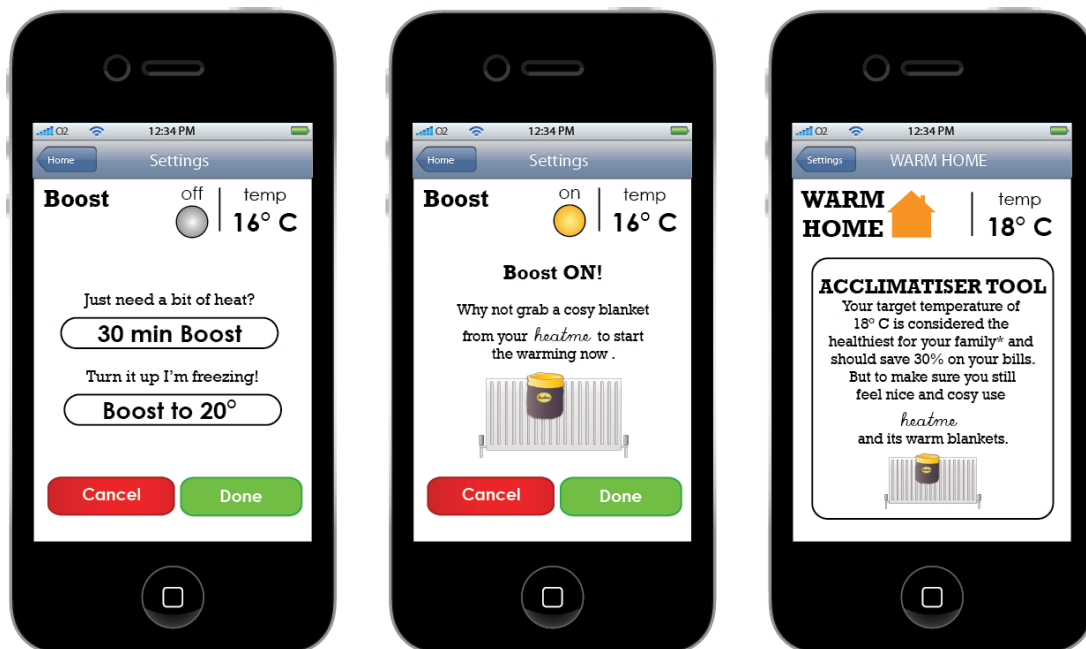 O2 12:34 PM
Home Settings
Boost off temp
16° C
Just need a bit of heat?
30 min Boost
Turn it up I'm freezing!
Boost to 20°
Cancel Done
O2 12:34 PM
Home Settings
Boost on temp
16° C
Boost ON!
Why not grab a cosy blanket
from your heatme to start
the warming now .
Cancel Done
O2 12:34 PM
Settings WARM HOME
WARM temp
HOME 18° C
ACCLIMATISER TOOL
Your target temperature of
18° C is considered the
healthiest for your family* and
should save 30% on your bills.
But to make sure you still
feel nice and cosy use
heatme
and its warm blankets.